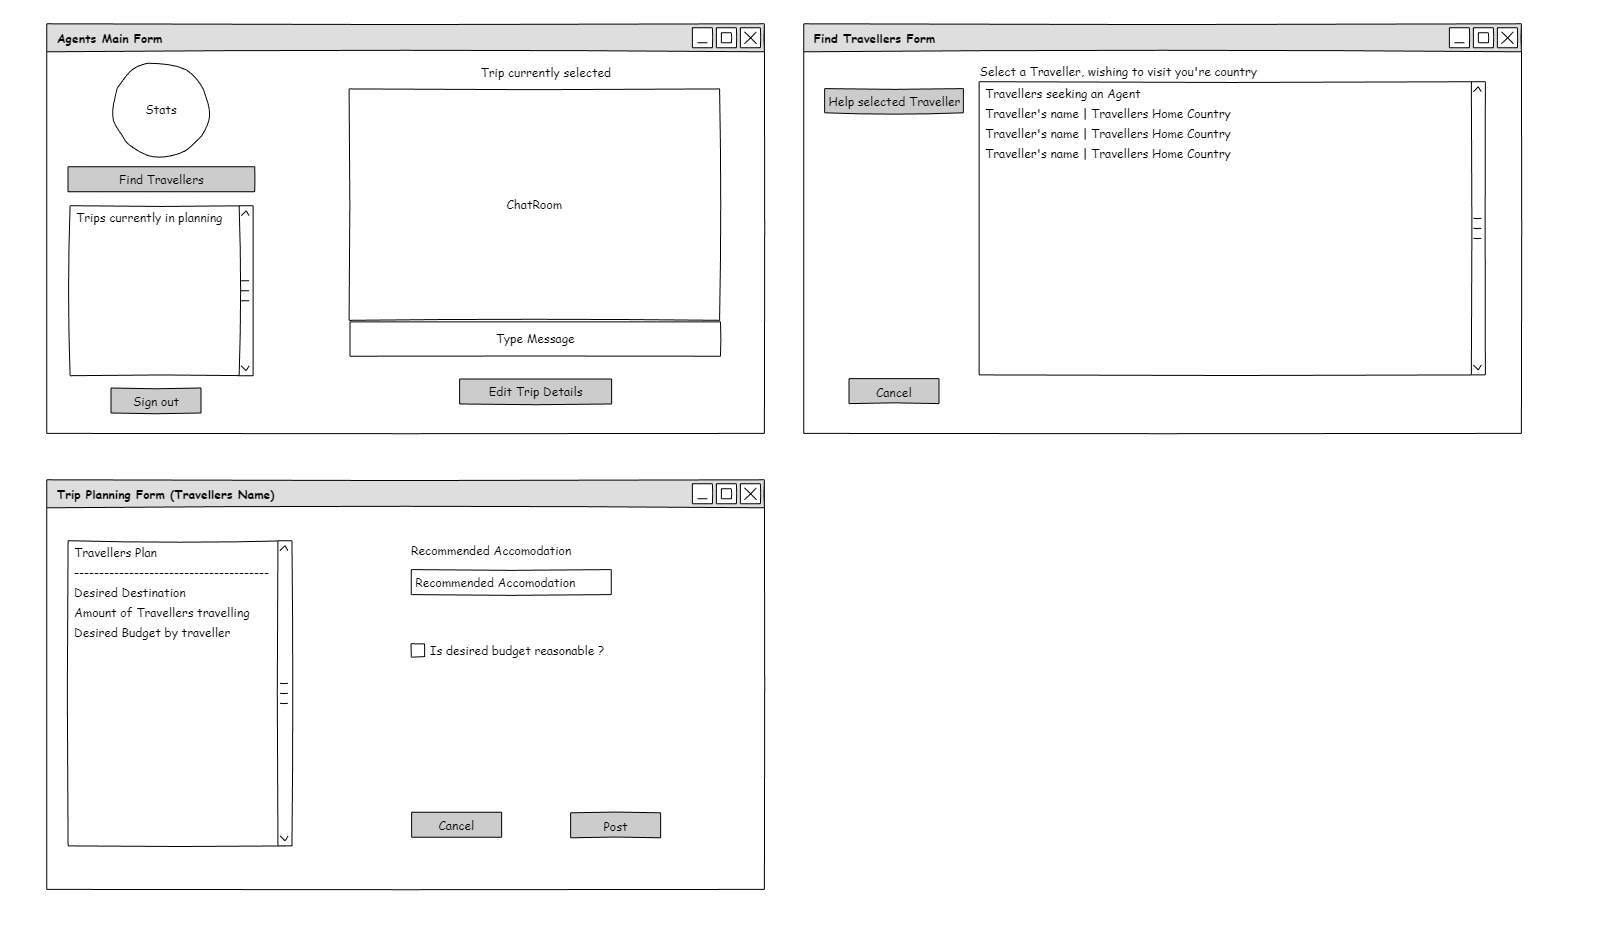 Agents Main Form
Stats
Find Travellers
Trips currently in planning
Sign out
Trip currently selected
ChatRoom
Type Message
Edit Trip Details
Find Travellers Form
Help selected Traveller
Cancel
Select a Traveller, wishing to visit you're country
Travellers seeking an Agent
Traveller's name | Travellers Home Country
Traveller's name | Travellers Home Country
Traveller's name | Travellers Home Country
Trip Planning Form (Travellers Name)
Travellers Plan
---------------------------------------
Desired Destination
Amount of Travellers travelling
Desired Budget by traveller
Recommended Accomodation
Recommended Accomodation
Is desired budget reasonable ?
Cancel
Post